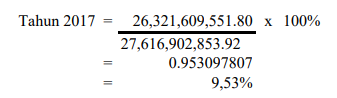 Tahun 2017 = 26,321,609,551.80 x 100%
27,616,902,853.92
= 0.953097807
= 9,53%